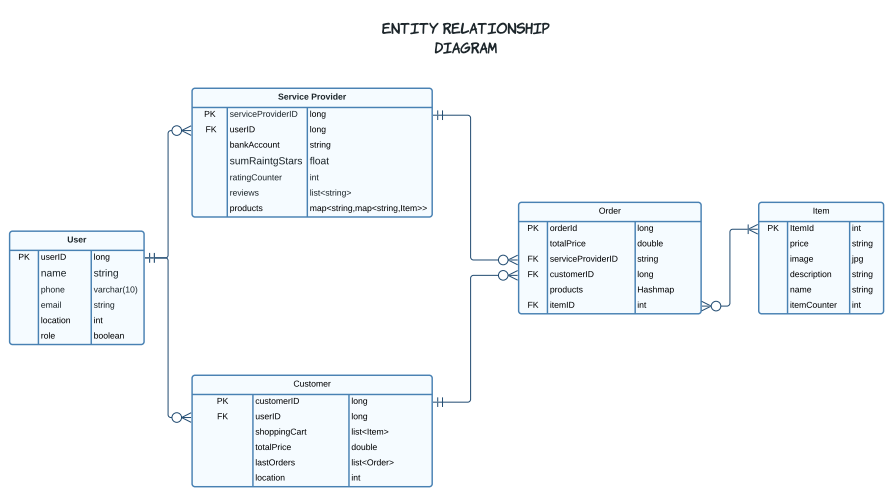 ENTITY RELATIONSHIP
DIAGRAM
Service Provider
PK serviceProviderID long
FK userID long
bankAccount string
sumRaintgStars float
ratingCounter int
reviews list<string>
products map<string,map<string,Item>>
User
PK userID long
name string
phone varchar(10)
email string
location int
role boolean
Order
PK orderId long
totalPrice double
FK serviceProviderID string
FK customerID long
products Hashmap
FK itemID int
Item
PK ItemId int
price string
image jpg
description string
name string
itemCounter int
Customer
PK customerID long
FK userID long
shoppingCart list<Item>
totalPrice double
lastOrders list<Order>
location int